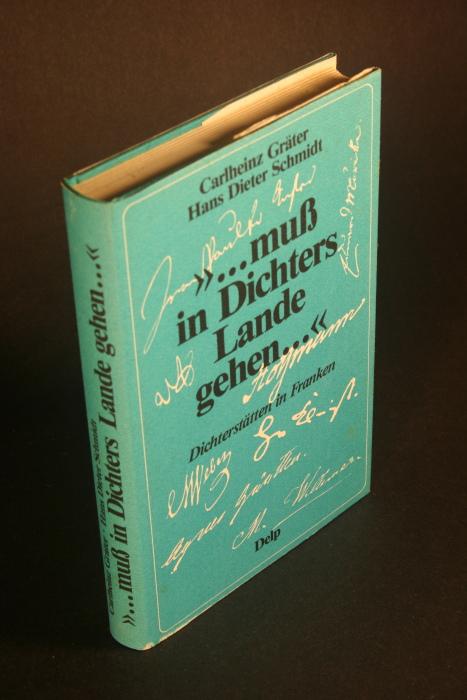 Carlheinz Gräter
Hans Dieter Schmidt
»...muß
in Dichters
Lande
gehen...«
Dichterstätten in Franken
Hoffmann
Delp
Carlheinz Gräter · Hans Dieter Schmidt
»...muß in Dichters Lande gehen...«